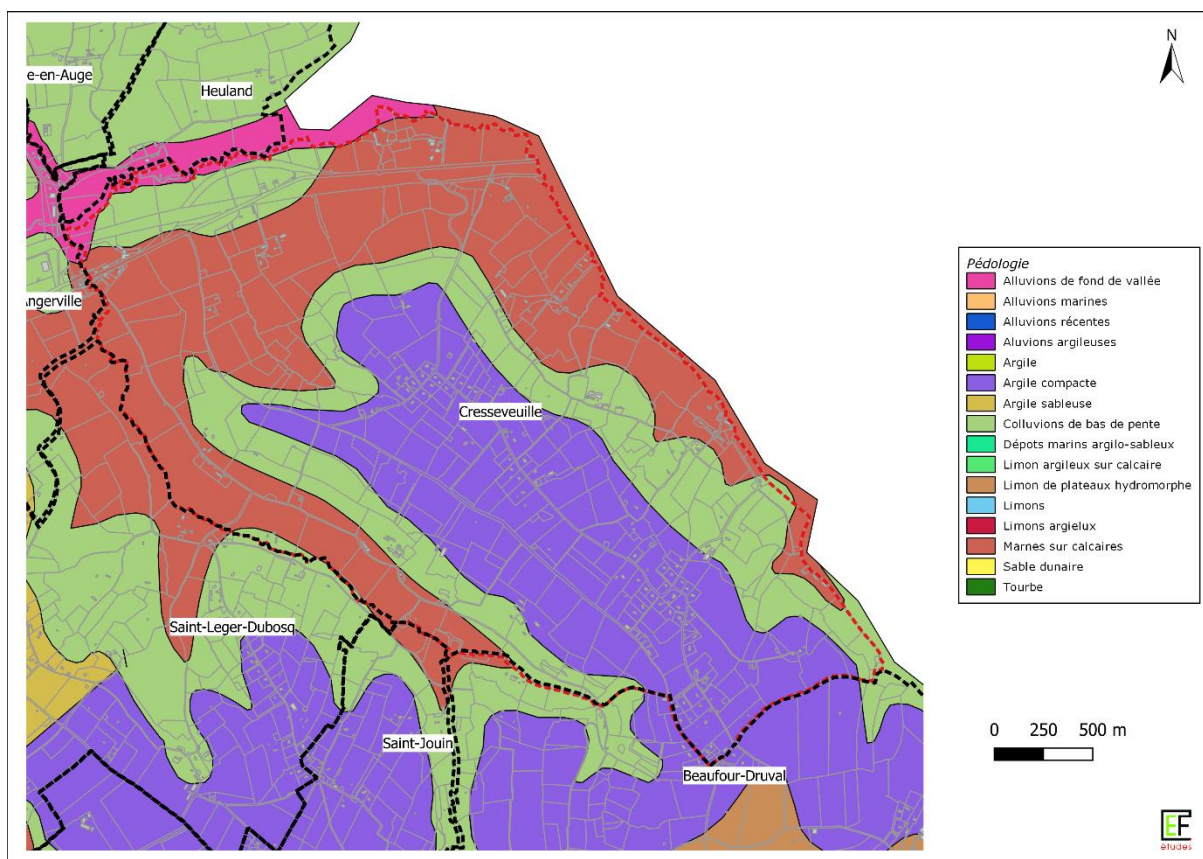 N
e-en-Auge
Heuland
Angerville
Cresseveuille
Saint-Leger-Dubosq
Saint-Jouin
Beaufour-Druval
Pédologie
Alluvions de fond de vallée
Alluvions marines
Alluvions récentes
Aluvions argileuses
Argile
Argile compacte
Argile sableuse
Colluvions de bas de pente
Dépots marins argilo-sableux
Limon argileux sur calcaire
Limon de plateaux hydromorphe
Limons
Limons argielux
Marnes sur calcaires
Sable dunaire
Tourbe
0 250 500 m
CEF
études